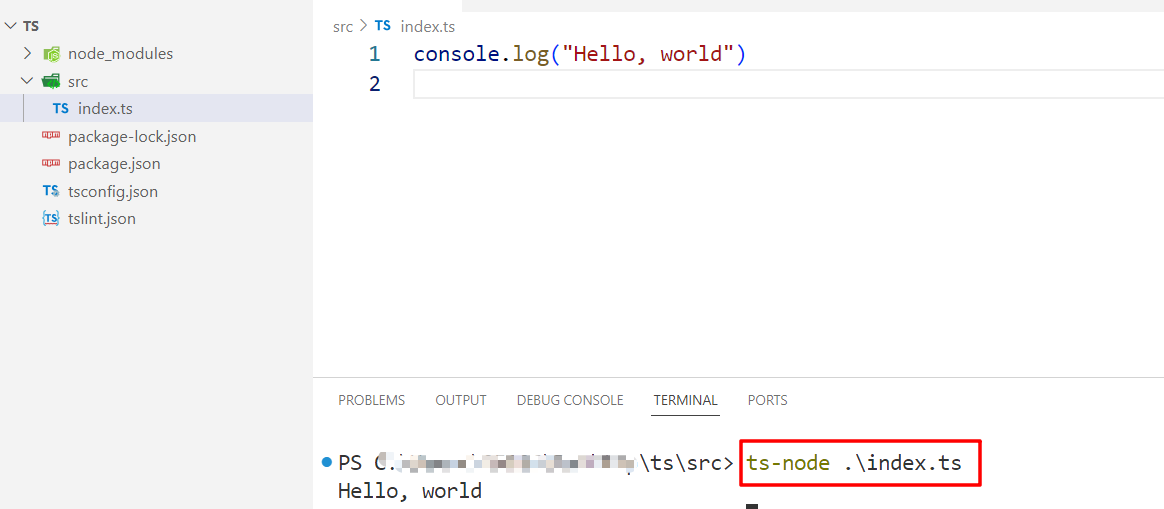 TS
node_modules
src
TS index.ts
package-lock.json
package.json
TS tsconfig.json
TS tslint.json
src > TS index.ts
1 console.log("Hello, world")
2
PROBLEMS OUTPUT DEBUG CONSOLE TERMINAL PORTS
PS C:\ts\src> ts-node .\index.ts
Hello, world